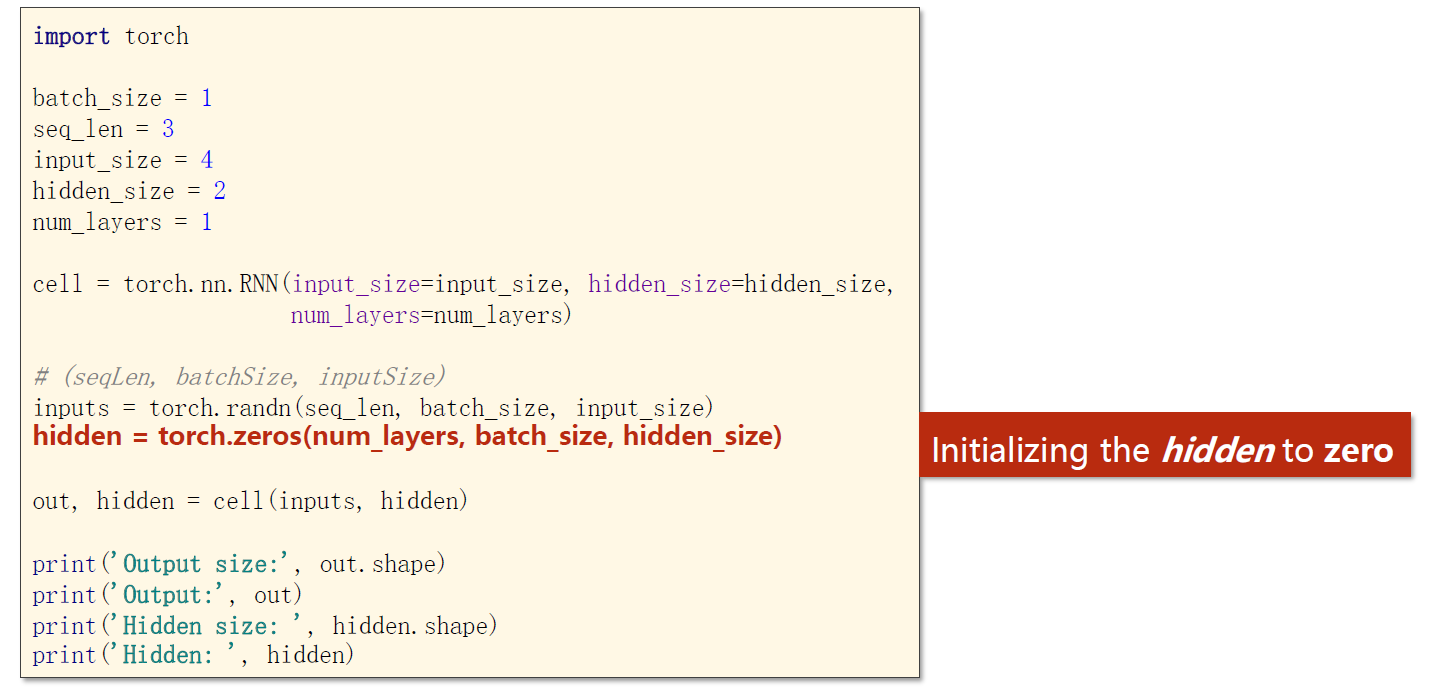 import torch
batch_size = 1
seq_len = 3
input_size = 4
hidden_size = 2
num_layers = 1
cell = torch.nn.RNN(input_size=input_size, hidden_size=hidden_size,
num_layers=num_layers)
# (seqLen, batchSize, inputSize)
inputs = torch.randn(seq_len, batch_size, input_size)
hidden = torch.zeros(num_layers, batch_size, hidden_size)
Initializing the hidden to zero
out, hidden = cell(inputs, hidden)
print('Output size:', out.shape)
print('Output:', out)
print('Hidden size: ', hidden.shape)
print('Hidden: ', hidden)